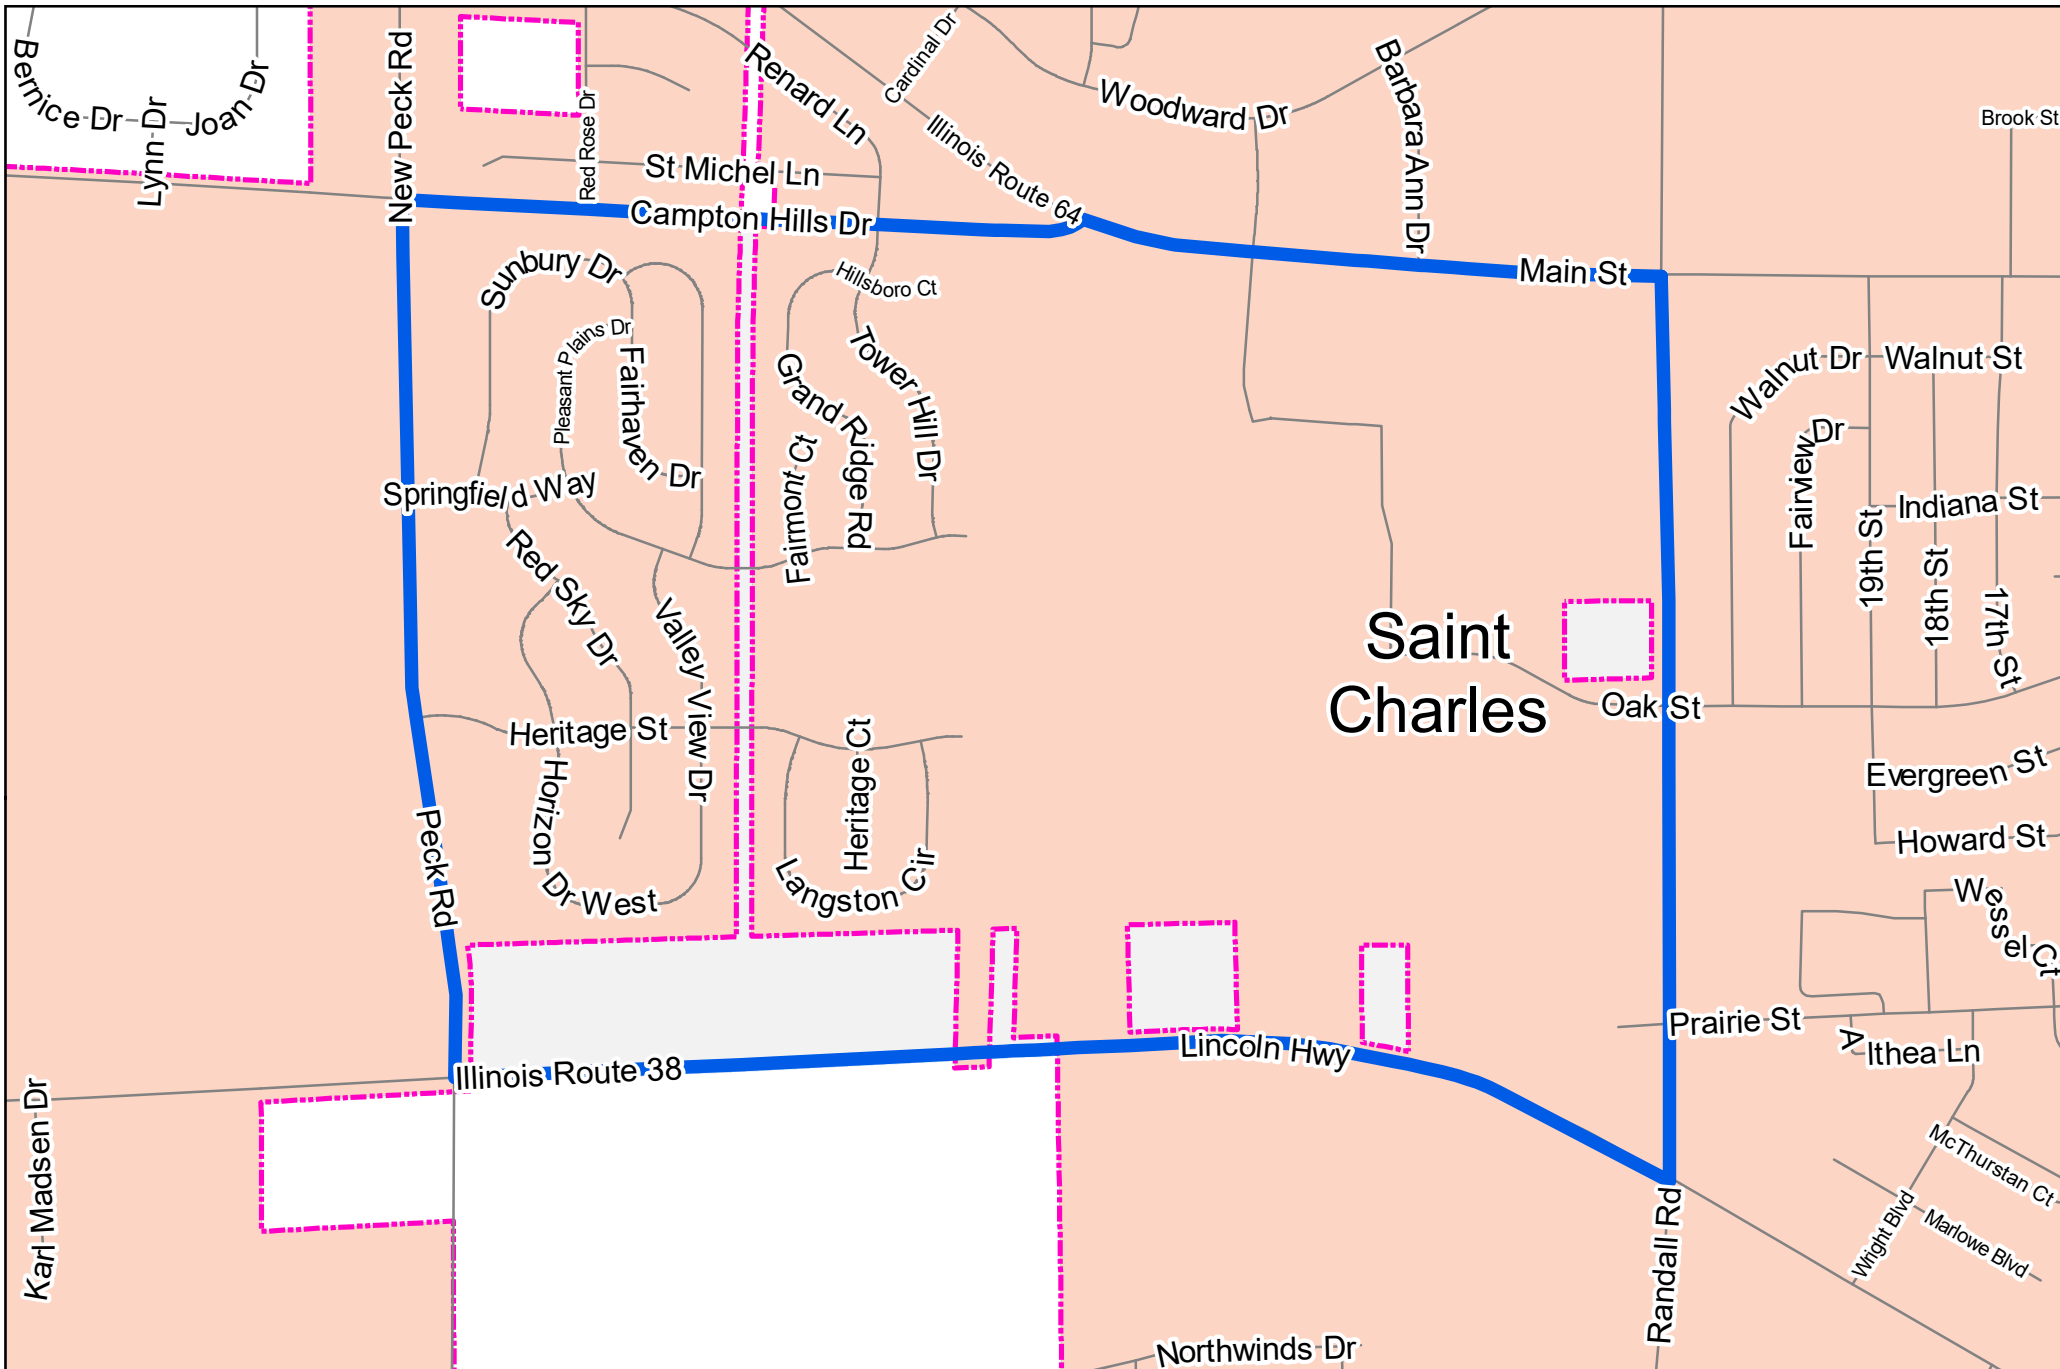 Bernice Dr
Lynn Dr
Joan Dr
New Peck Rd
Red Rose Dr
Renard Ln
Cardinal Dr
Illinois Route 64
Woodward Dr
Barbara Ann Dr
Brook St
St Michel Ln
Campton Hills Dr
Main St
Sunbury Dr
Pleasant Plains Dr
Fairhaven Dr
Hillsboro Ct
Tower Hill Dr
Grand Ridge Rd
Fairmont Ct
Springfield Way
Red Sky Dr
Valley View Dr
Walnut Dr
Walnut St
Fairview Dr
Indiana St
19th St
18th St
17th St
Saint
Charles
Oak St
Heritage St
Heritage Ct
Horizon Dr West
Langston Cir
Peck Rd
Evergreen St
Howard St
Wessel Ct
Prairie St
Althea Ln
Illinois Route 38
Lincoln Hwy
Karl Madsen Dr
McThurstan Ct
Marlowe Blvd
Wright Blvd
Randall Rd
Northwinds Dr